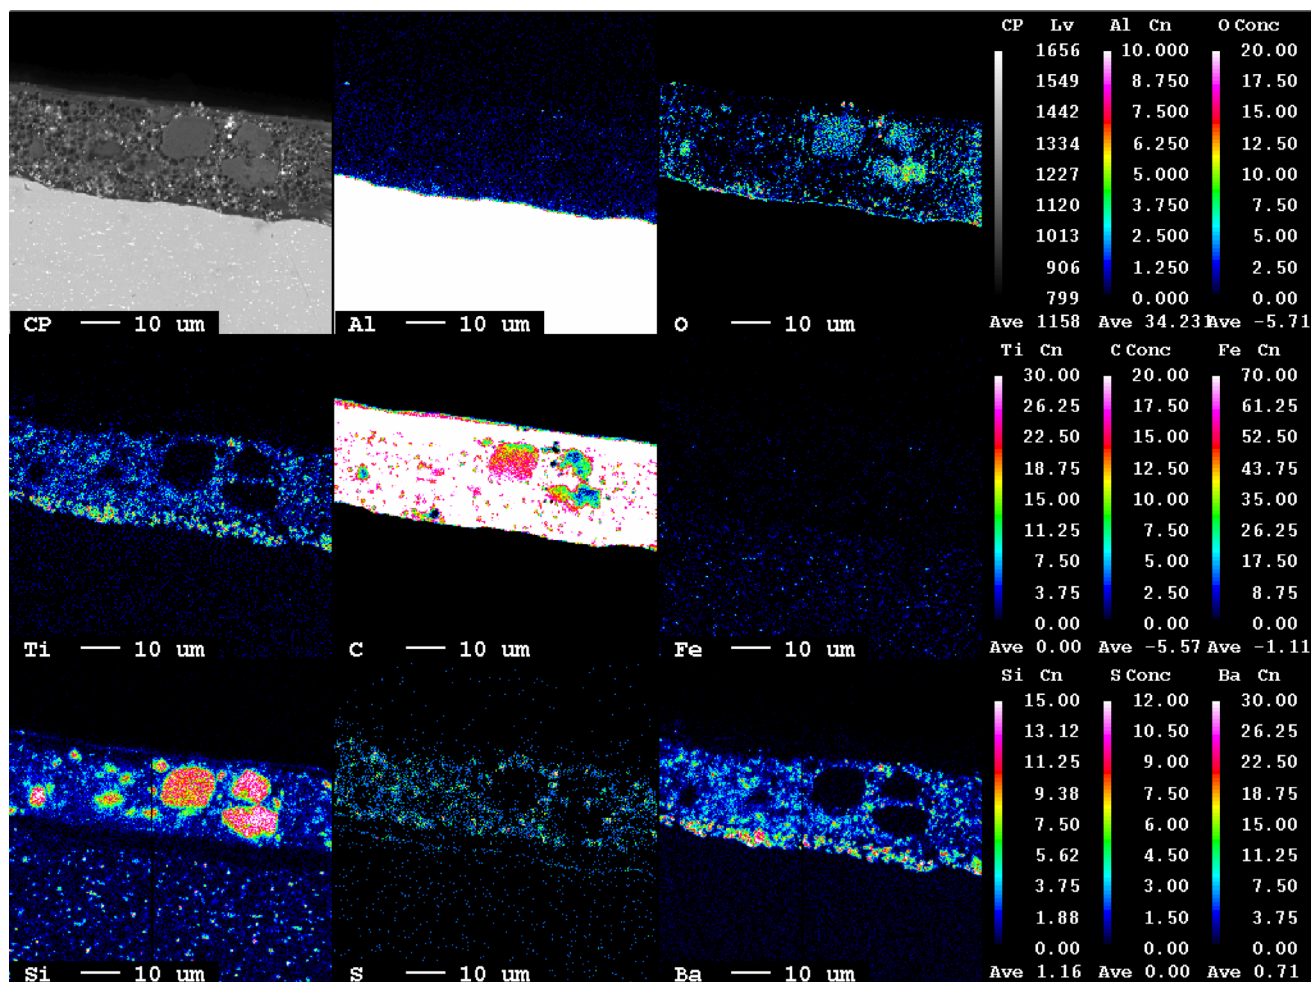 CP Lv Al Cn O Conc
1656 10.000 20.00
1549 8.750 17.50
1442 7.500 15.00
1334 6.250 12.50
1227 5.000 10.00
1120 3.750 7.50
1013 2.500 5.00
906 1.250 2.50
799 0.000 0.00
Ave 1158 Ave 34.231 Ave -5.71
CP 10 um Al 10 um O 10 um
Ti Cn C Conc Fe Cn
30.00 20.00 70.00
26.25 17.50 61.25
22.50 15.00 52.50
18.75 12.50 43.75
15.00 10.00 35.00
11.25 7.50 26.25
7.50 5.00 17.50
3.75 2.50 8.75
0.00 0.00 0.00
Ave 0.00 Ave -5.57 Ave -1.11
Ti 10 um C 10 um Fe 10 um
Si Cn S Conc Ba Cn
15.00 12.00 30.00
13.12 10.50 26.25
11.25 9.00 22.50
9.38 7.50 18.75
7.50 6.00 15.00
5.62 4.50 11.25
3.75 3.00 7.50
1.88 1.50 3.75
0.00 0.00 0.00
Ave 1.16 Ave 0.00 Ave 0.71
Si 10 um S 10 um Ba 10 um